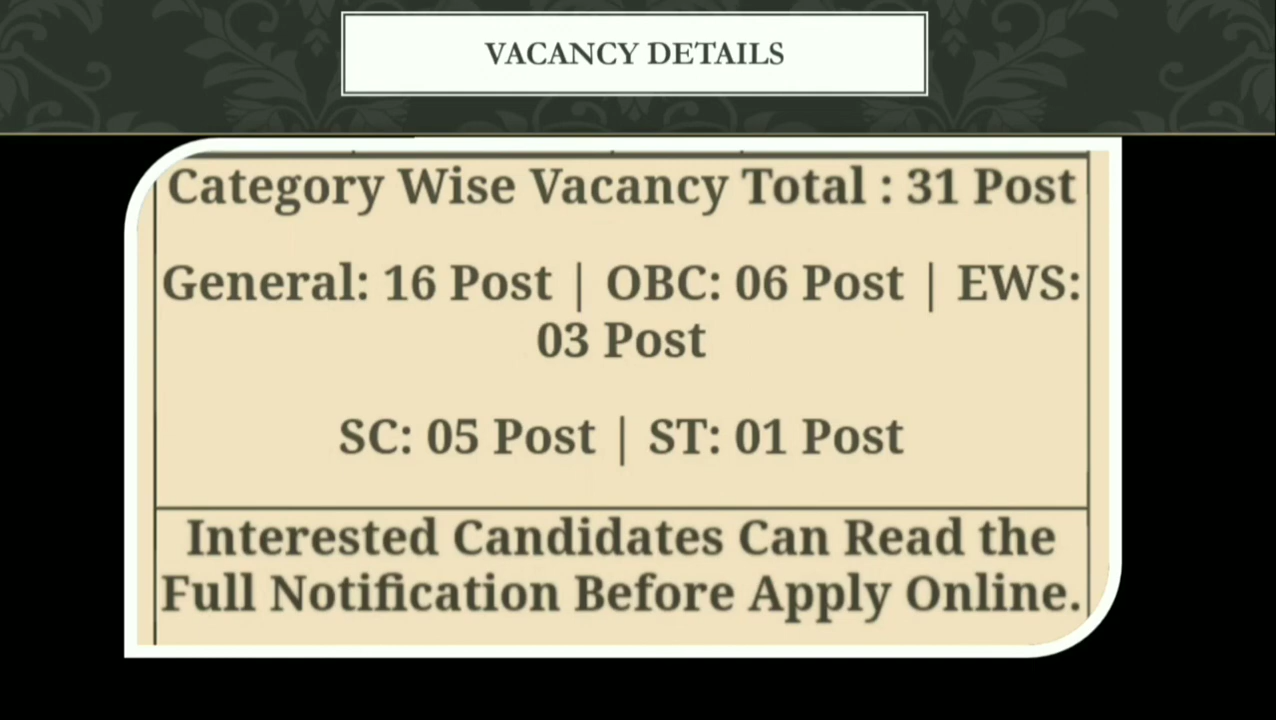 VACANCY DETAILS
Category Wise Vacancy Total : 31 Post
General: 16 Post | OBC: 06 Post | EWS:
03 Post
SC: 05 Post | ST: 01 Post
Interested Candidates Can Read the
Full Notification Before Apply Online.